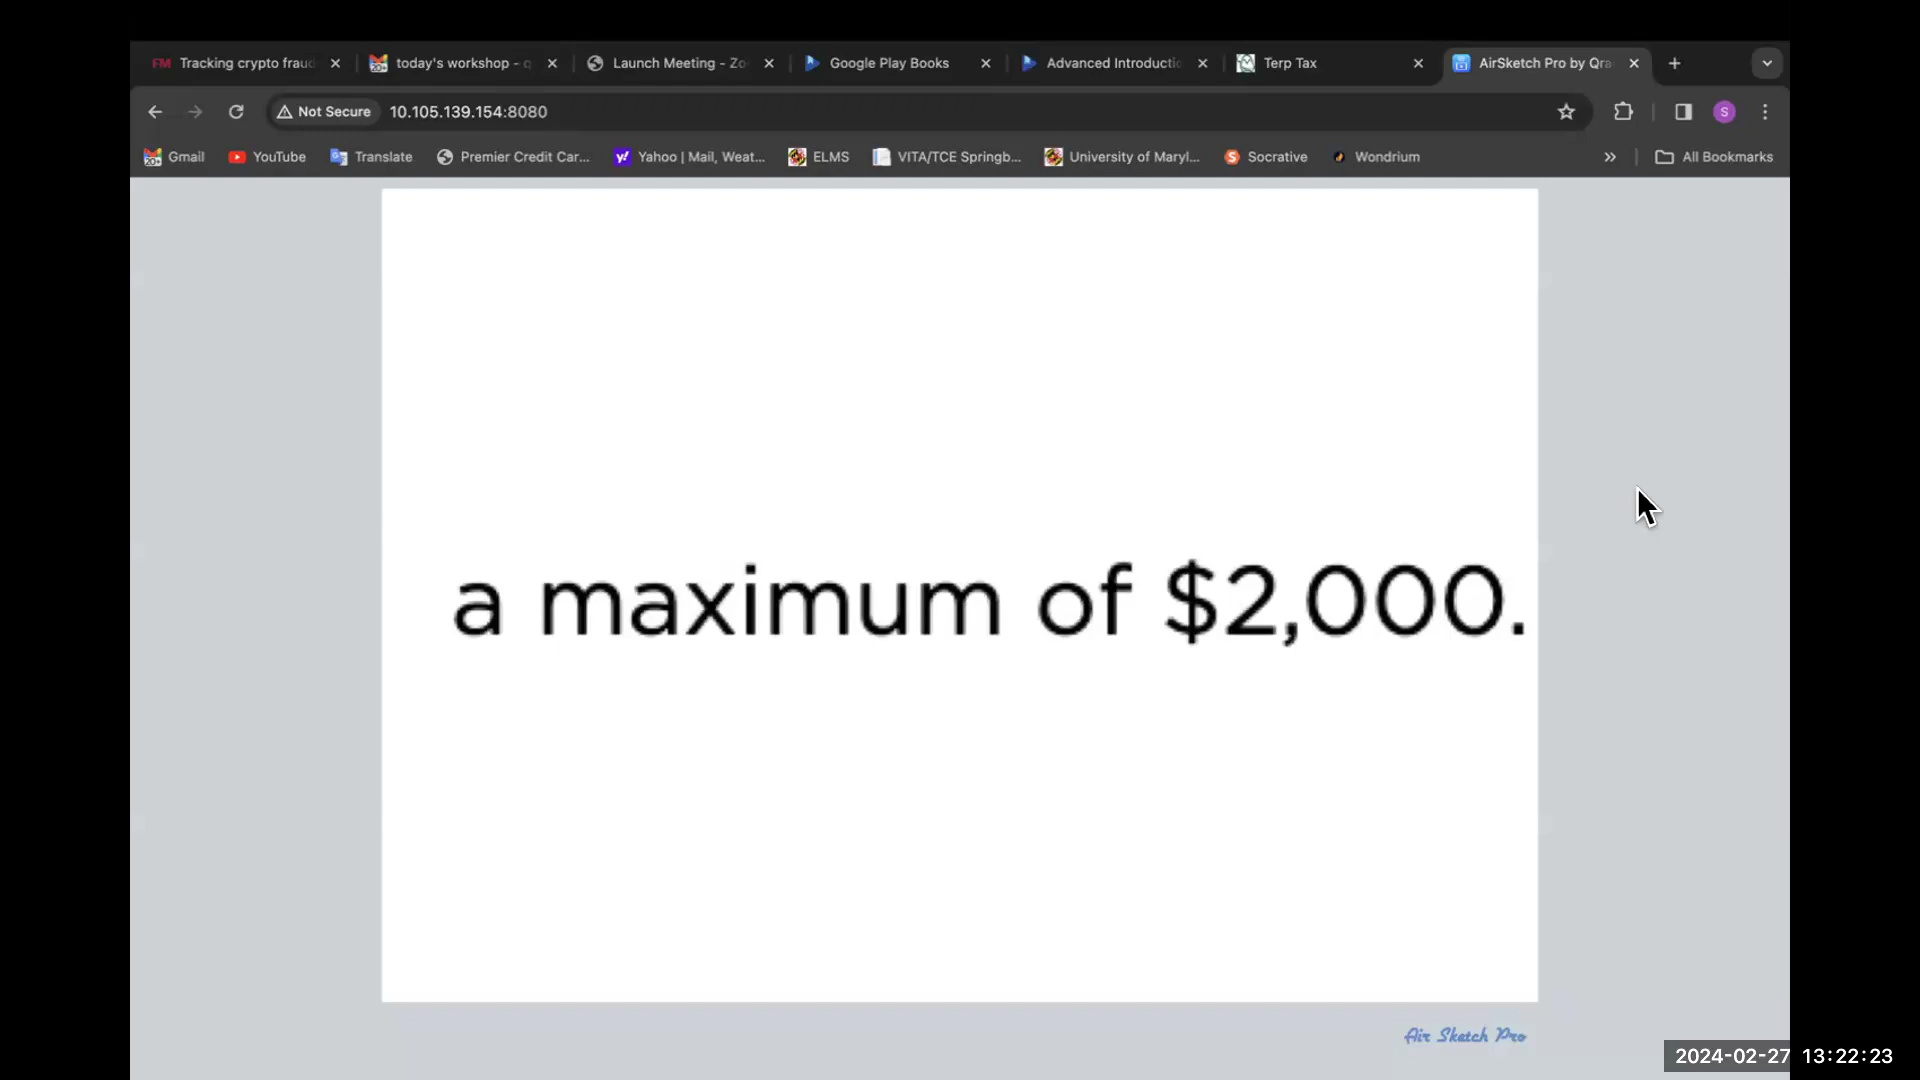 FM Tracking crypto fraud
today's workshop - q
Launch Meeting - Zo
Google Play Books
Advanced Introductio
Terp Tax
AirSketch Pro by Qra
Not Secure 10.105.139.154:8080
S
Gmail
YouTube
Translate
Premier Credit Car...
Yahoo | Mail, Weat...
ELMS
VITA/TCE Springb...
University of Maryl...
Socrative
Wondrium
All Bookmarks
a maximum of $2,000.
Air Sketch Pro
2024-02-27 13:22:23